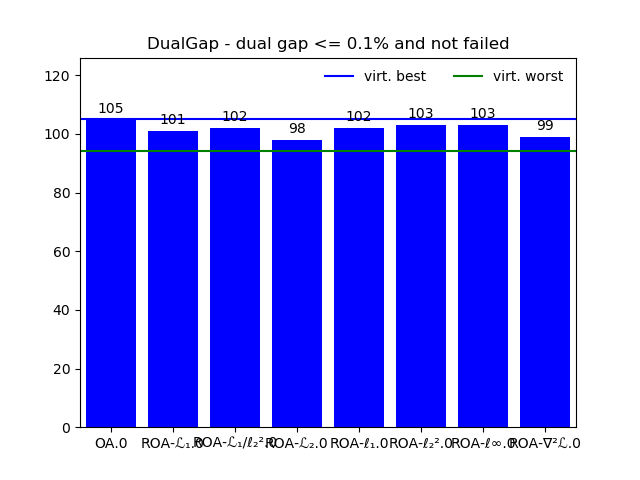 DualGap - dual gap <= 0.1% and not failed
virt. best virt. worst
120
100
80
60
40
20
0
105 101 102 98 102 103 103 99
OA.0 ROA-ℒ₁.0 ROA-ℒ₁/ℓ₂².0 ROA-ℒ₂.0 ROA-ℓ₁.0 ROA-ℓ₂².0 ROA-ℓ∞.0 ROA-∇²ℒ.0